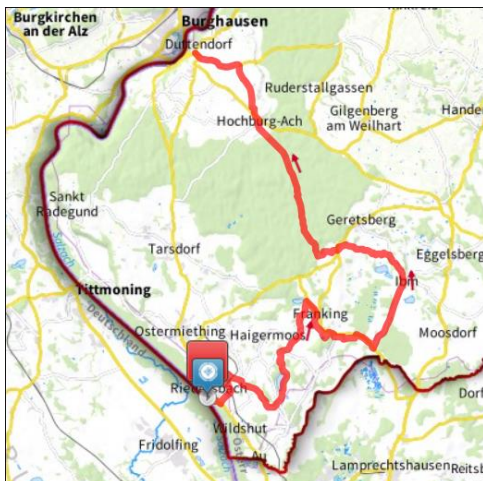 Burgkirchen
an der Alz
Burghausen
Duttendorf
Ruderstallgassen
Gilgenberg
am Weilhart
Hochburg-Ach
Sankt
Radegund
Geretsberg
Tarsdorf
Eggelsberg
Ibm
Tittmoning
Deutschland
Franking
Ostermiething
Haigermoos
Moosdorf
Wildshut
Fridolfing
Au
Lamprechtshausen